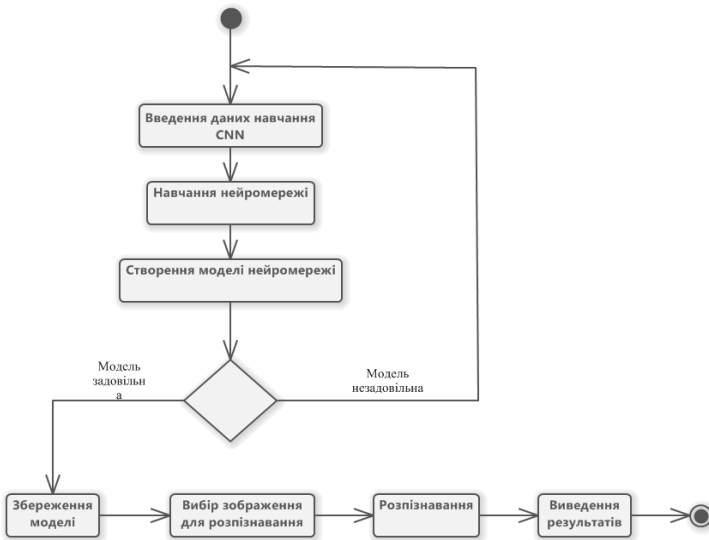 Введення даних навчання
CNN
Навчання нейромережі
Створення моделі нейромережі
Модель
задовільн
а
Модель
незадовільна
Збереження
моделі
Вибір зображення
для розпізнавання
Розпізнавання
Виведення
результатів